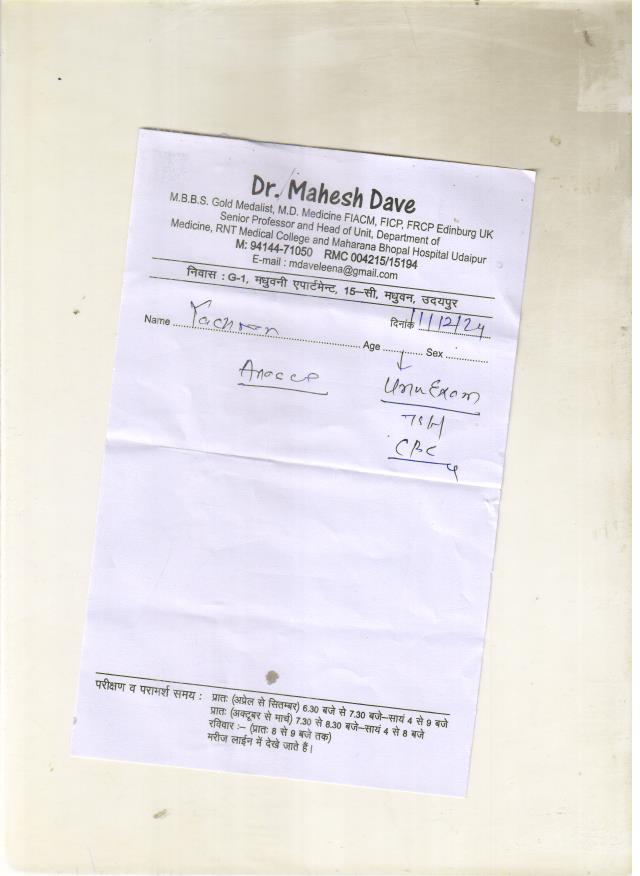 Dr. Mahesh Dave
M.B.B.S. Gold Medalist, M.D. Medicine FIACM, FICP, FRCP Edinburg UK
Senior Professor and Head of Unit, Department of
Medicine, RNT Medical College and Maharana Bhopal Hospital Udaipur
M: 94144-71050 RMC 004215/15194
E-mail : mdaveleena@gmail.com
निवास : G-1, मधुवनी एपार्टमेन्ट, 15–सी, मधुवन, उदयपुर
दिनांक 11/12/24
Name ........ Age ........ Sex ........
CBC
परीक्षण व परामर्श समय : प्रातः (अप्रेल से सितम्बर) 6.30 बजे से 7.30 बजे–सायं 4 से 9 बजे
प्रातः (अक्टूबर से मार्च) 7.30 से 8.30 बजे–सायं 4 से 8 बजे
रविवार :– (प्रातः 8 से 9 बजे तक)
मरीज लाईन में देखे जाते हैं।